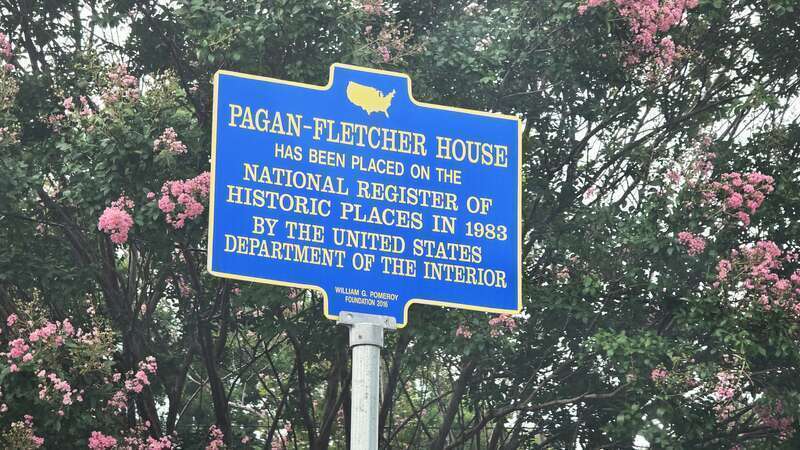 PAGAN-FLETCHER HOUSE
HAS BEEN PLACED ON THE
NATIONAL REGISTER OF
HISTORIC PLACES IN 1983
BY THE UNITED STATES
DEPARTMENT OF THE INTERIOR
WILLIAM G. POMEROY
FOUNDATION 2016